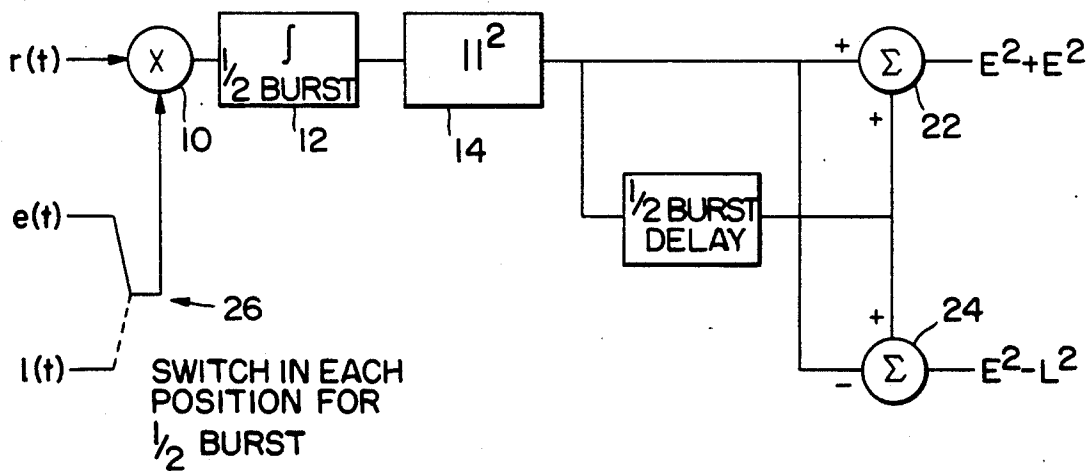 r(t)
X
∫
1/2 BURST
||²
+
Σ
E²+E²
10
12
14
+
22
e(t)
1/2 BURST
DELAY
26
+
24
l(t)
-
Σ
E²-L²
SWITCH IN EACH
POSITION FOR
1/2 BURST